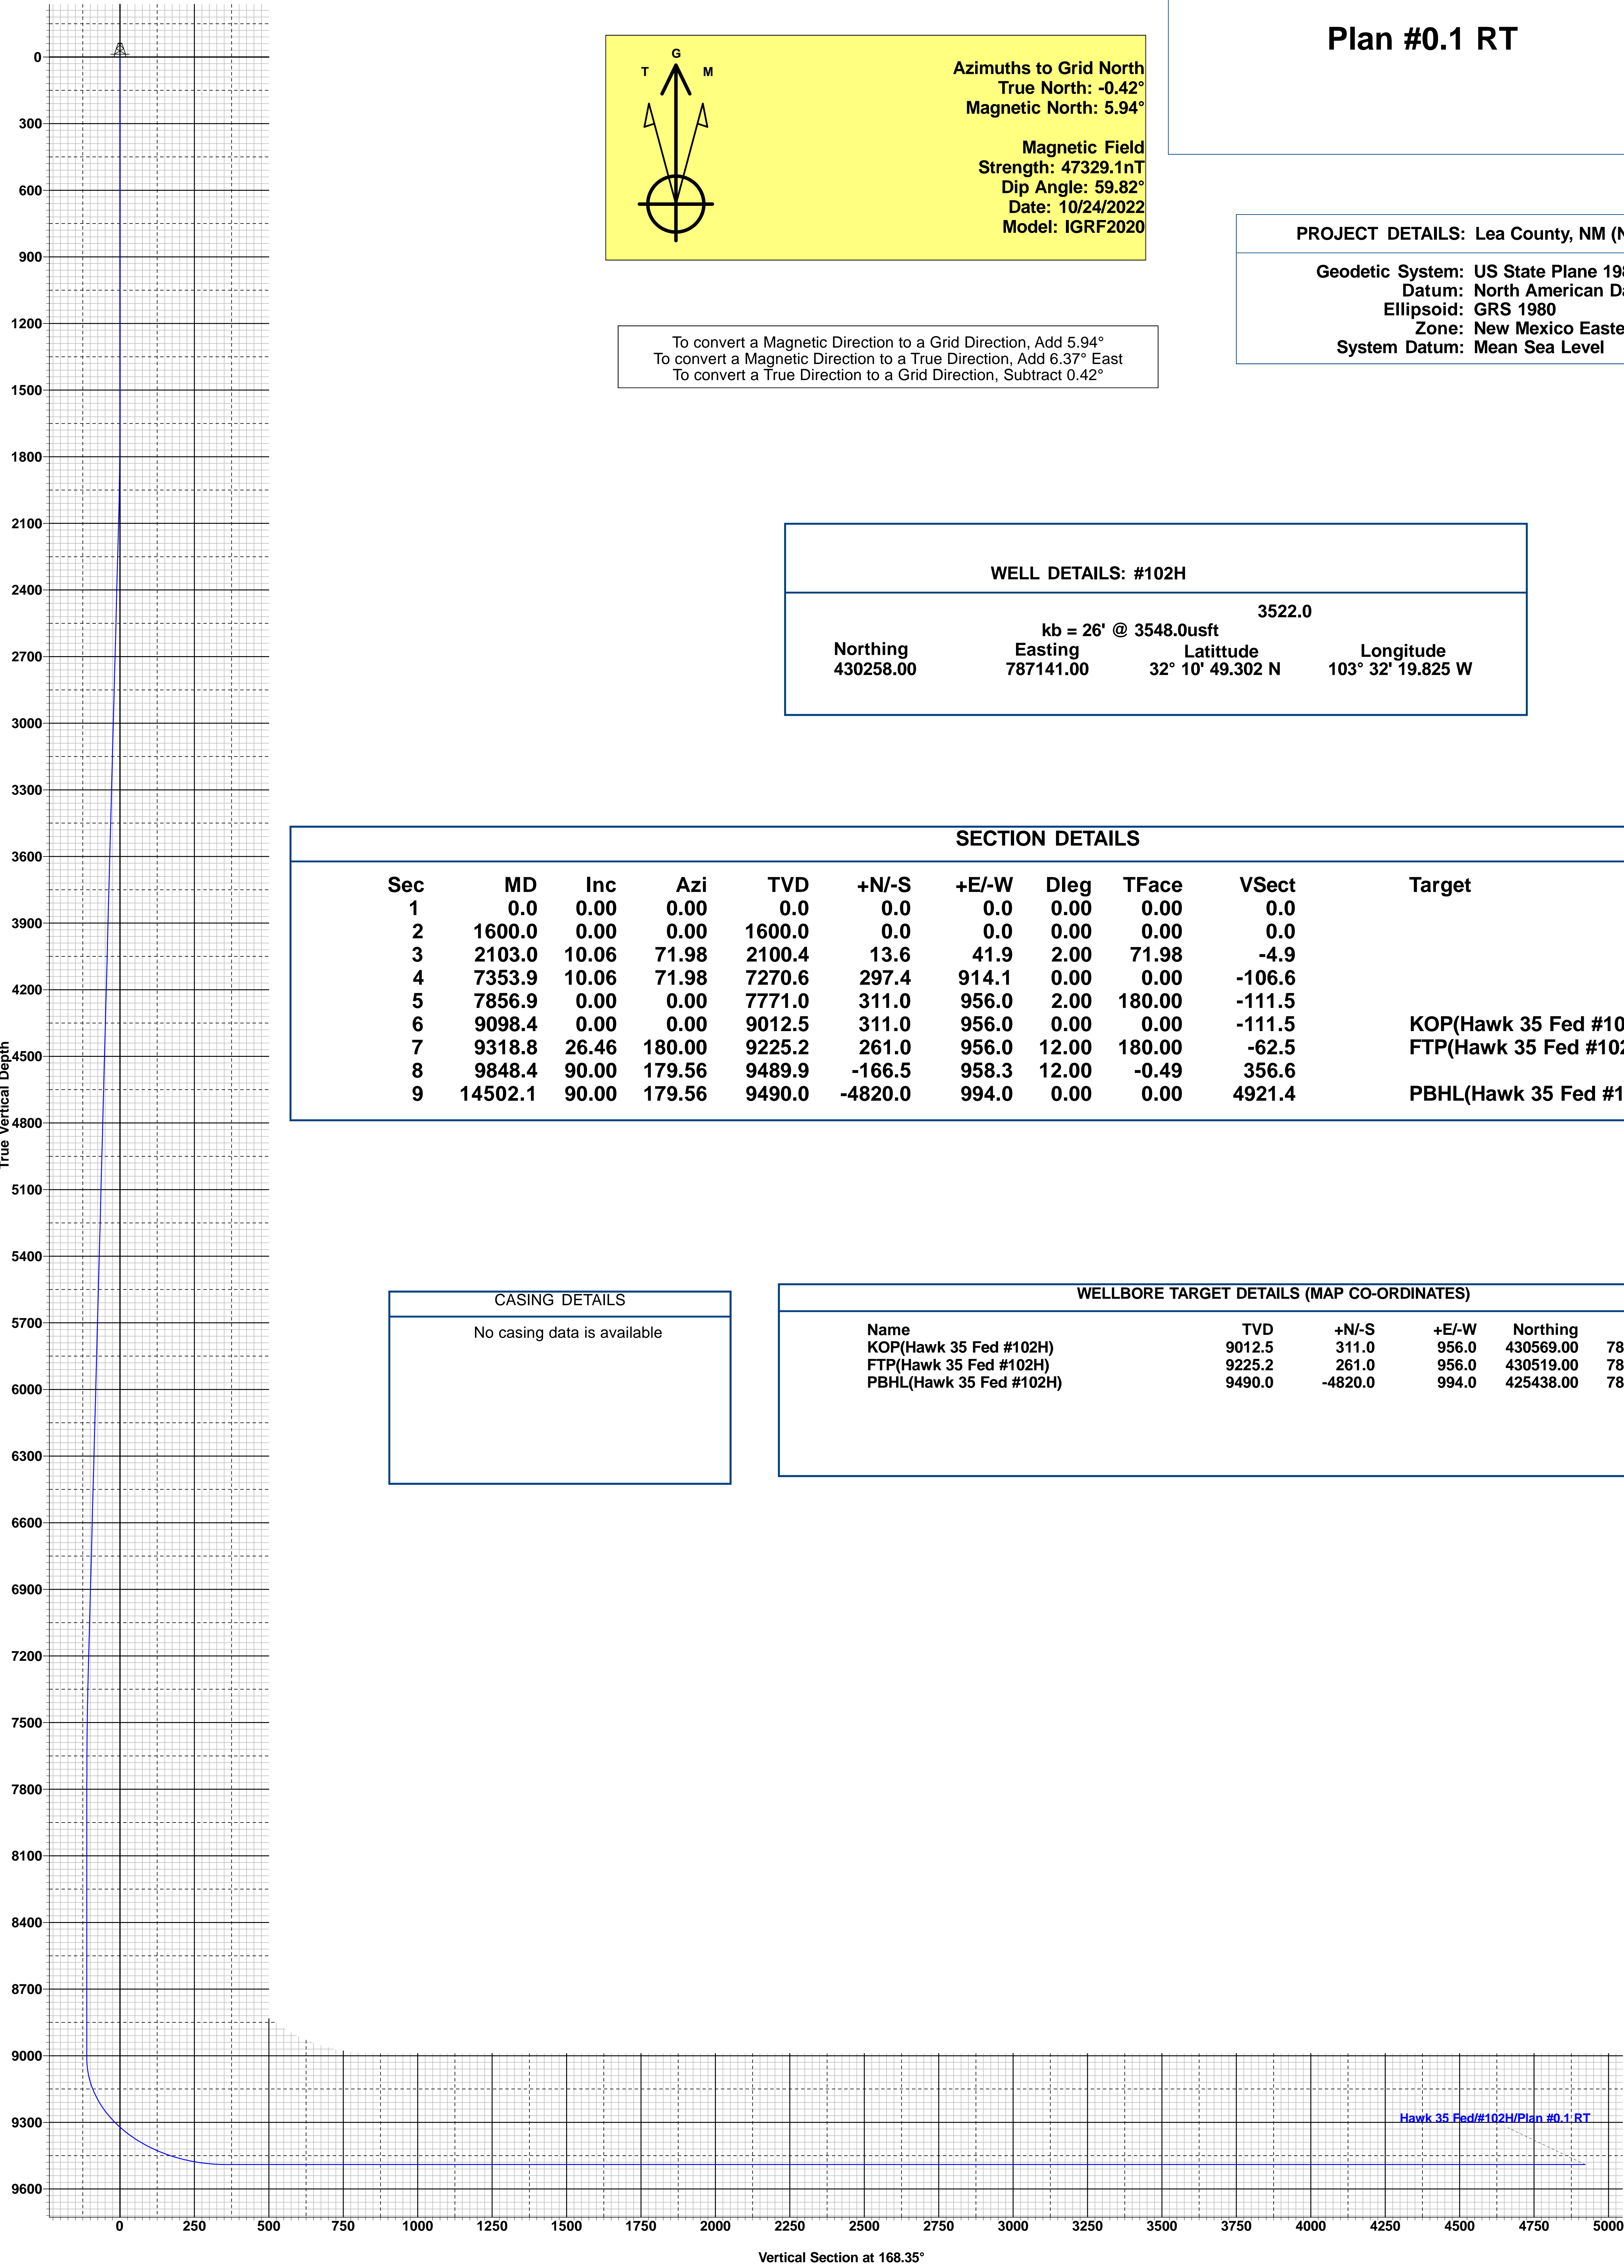 Plan #0.1 RT
G
T M
Azimuths to Grid North
True North: -0.42°
Magnetic North: 5.94°
Magnetic Field
Strength: 47329.1nT
Dip Angle: 59.82°
Date: 10/24/2022
Model: IGRF2020
PROJECT DETAILS: Lea County, NM (N
Geodetic System: US State Plane 198
Datum: North American Da
Ellipsoid: GRS 1980
Zone: New Mexico Easte
System Datum: Mean Sea Level
To convert a Magnetic Direction to a Grid Direction, Add 5.94°
To convert a Magnetic Direction to a True Direction, Add 6.37° East
To convert a True Direction to a Grid Direction, Subtract 0.42°
WELL DETAILS: #102H
3522.0
kb = 26' @ 3548.0usft
Northing Easting Latittude Longitude
430258.00 787141.00 32° 10' 49.302 N 103° 32' 19.825 W
SECTION DETAILS
Sec MD Inc Azi TVD +N/-S +E/-W Dleg TFace VSect Target
1 0.0 0.00 0.00 0.0 0.0 0.0 0.00 0.00 0.0
2 1600.0 0.00 0.00 1600.0 0.0 0.0 0.00 0.00 0.0
3 2103.0 10.06 71.98 2100.4 13.6 41.9 2.00 71.98 -4.9
4 7353.9 10.06 71.98 7270.6 297.4 914.1 0.00 0.00 -106.6
5 7856.9 0.00 0.00 7771.0 311.0 956.0 2.00 180.00 -111.5
6 9098.4 0.00 0.00 9012.5 311.0 956.0 0.00 0.00 -111.5 KOP(Hawk 35 Fed #10
7 9318.8 26.46 180.00 9225.2 261.0 956.0 12.00 180.00 -62.5 FTP(Hawk 35 Fed #102
8 9848.4 90.00 179.56 9489.9 -166.5 958.3 12.00 -0.49 356.6
9 14502.1 90.00 179.56 9490.0 -4820.0 994.0 0.00 0.00 4921.4 PBHL(Hawk 35 Fed #1
CASING DETAILS
No casing data is available
WELLBORE TARGET DETAILS (MAP CO-ORDINATES)
Name TVD +N/-S +E/-W Northing
KOP(Hawk 35 Fed #102H) 9012.5 311.0 956.0 430569.00 78
FTP(Hawk 35 Fed #102H) 9225.2 261.0 956.0 430519.00 78
PBHL(Hawk 35 Fed #102H) 9490.0 -4820.0 994.0 425438.00 78
True Vertical Depth
0
300
600
900
1200
1500
1800
2100
2400
2700
3000
3300
3600
3900
4200
4500
4800
5100
5400
5700
6000
6300
6600
6900
7200
7500
7800
8100
8400
8700
9000
9300
9600
Hawk 35 Fed/#102H/Plan #0.1 RT
0 250 500 750 1000 1250 1500 1750 2000 2250 2500 2750 3000 3250 3500 3750 4000 4250 4500 4750 5000
Vertical Section at 168.35°